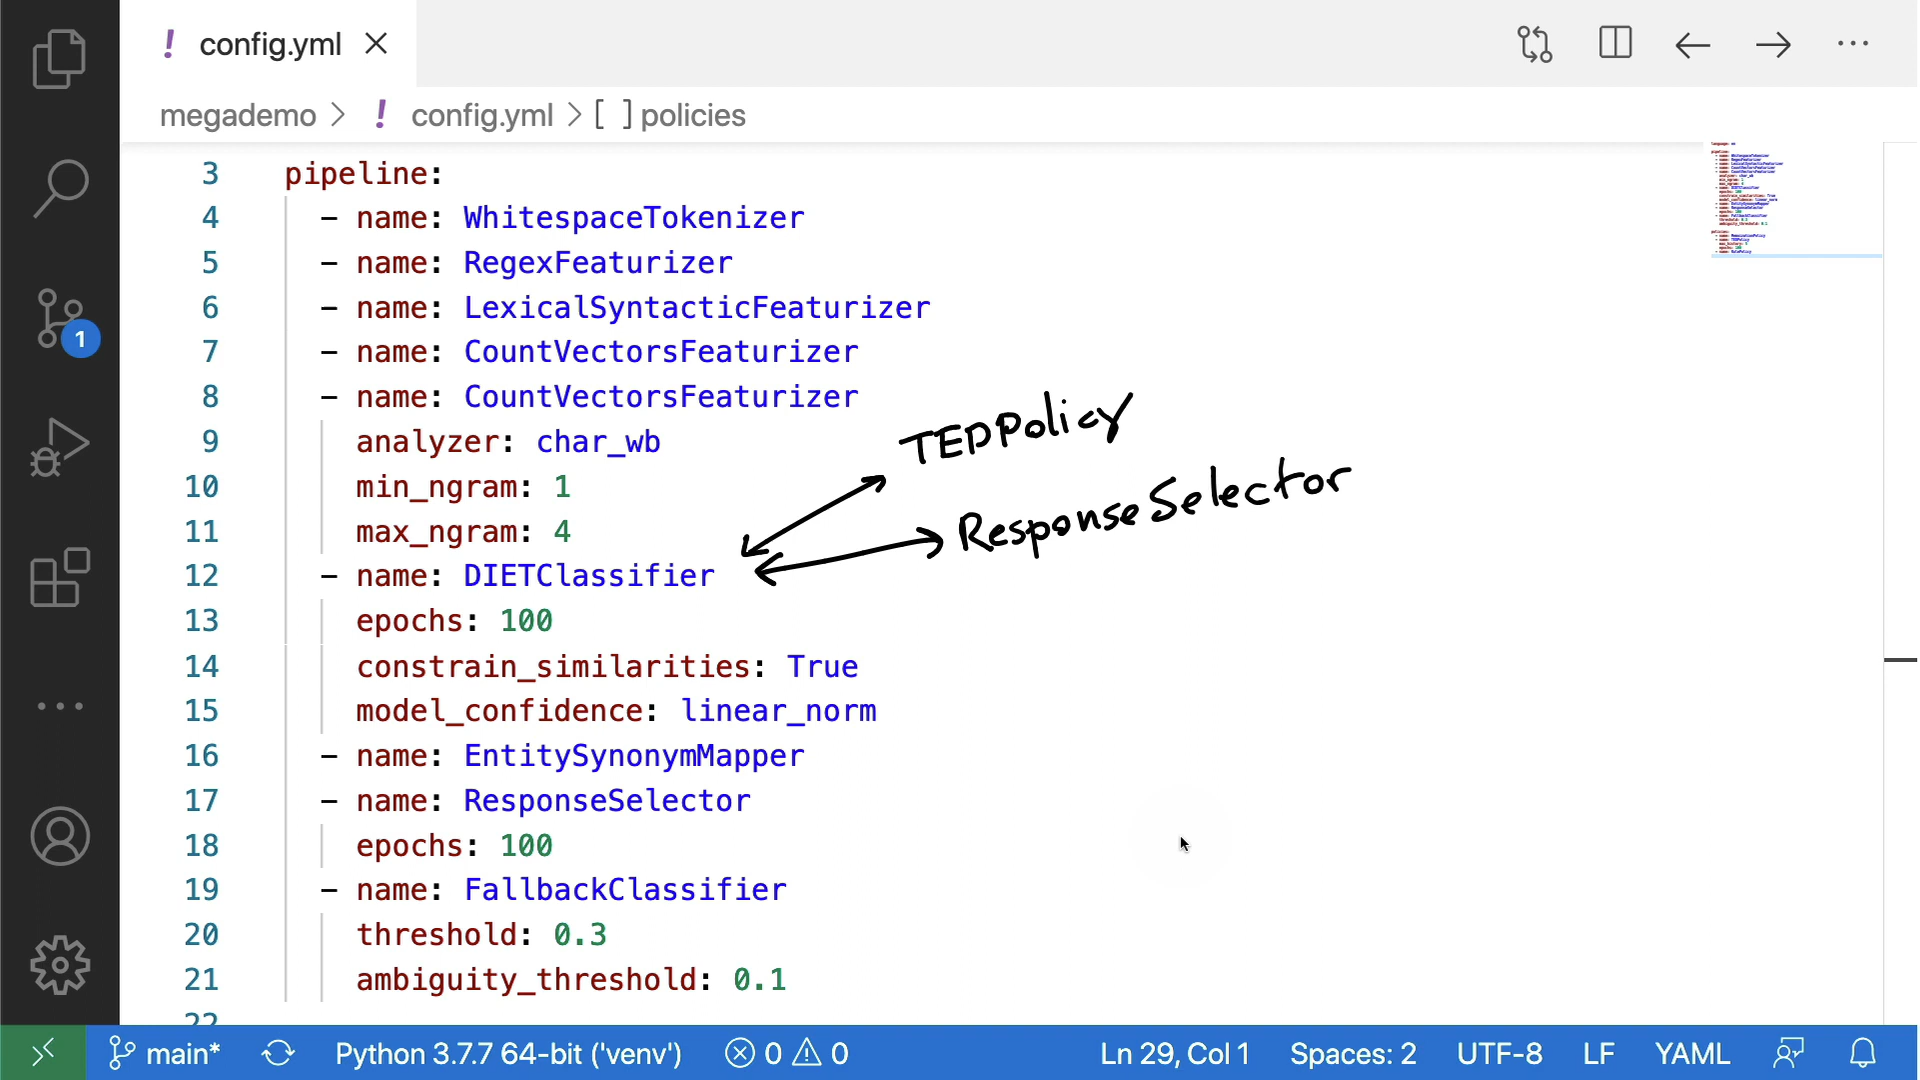 ! config.yml
megademo > ! config.yml > [ ] policies
3 pipeline:
4 - name: WhitespaceTokenizer
5 - name: RegexFeaturizer
6 - name: LexicalSyntacticFeaturizer
7 - name: CountVectorsFeaturizer
8 - name: CountVectorsFeaturizer
TEDPolicy
9 analyzer: char_wb
10 min_ngram: 1
ResponseSelector
11 max_ngram: 4
12 - name: DIETClassifier
13 epochs: 100
14 constrain_similarities: True
15 model_confidence: linear_norm
16 - name: EntitySynonymMapper
17 - name: ResponseSelector
18 epochs: 100
19 - name: FallbackClassifier
20 threshold: 0.3
21 ambiguity_threshold: 0.1
22
1
main* Python 3.7.7 64-bit ('venv') 0 0 Ln 29, Col 1 Spaces: 2 UTF-8 LF YAML